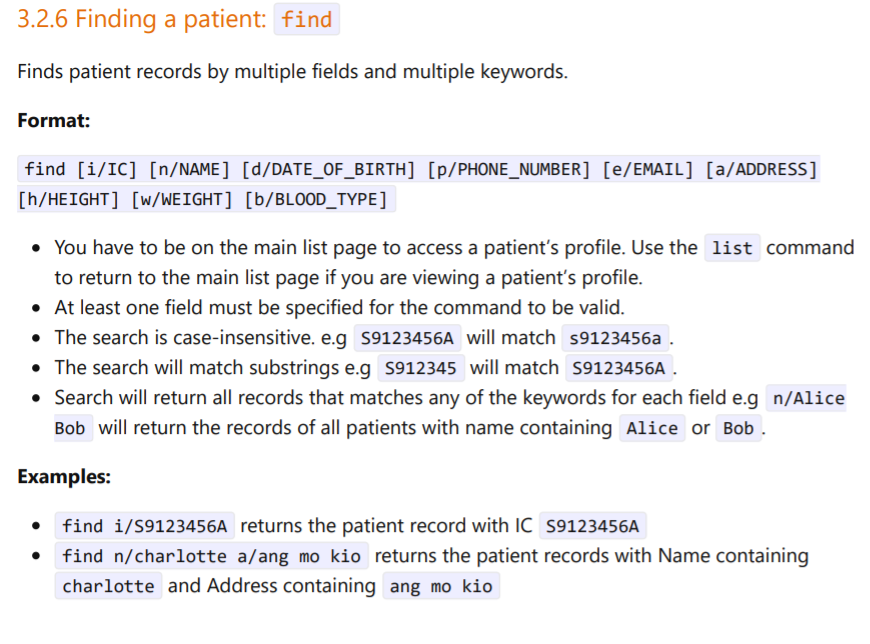 3.2.6 Finding a patient: find
Finds patient records by multiple fields and multiple keywords.
Format:
find [i/IC] [n/NAME] [d/DATE_OF_BIRTH] [p/PHONE_NUMBER] [e/EMAIL] [a/ADDRESS]
[h/HEIGHT] [w/WEIGHT] [b/BLOOD_TYPE]
• You have to be on the main list page to access a patient’s profile. Use the list command
to return to the main list page if you are viewing a patient’s profile.
• At least one field must be specified for the command to be valid.
• The search is case-insensitive. e.g S9123456A will match s9123456a.
• The search will match substrings e.g S912345 will match S9123456A.
• Search will return all records that matches any of the keywords for each field e.g n/Alice
Bob will return the records of all patients with name containing Alice or Bob.
Examples:
• find i/S9123456A returns the patient record with IC S9123456A
• find n/charlotte a/ang mo kio returns the patient records with Name containing
charlotte and Address containing ang mo kio